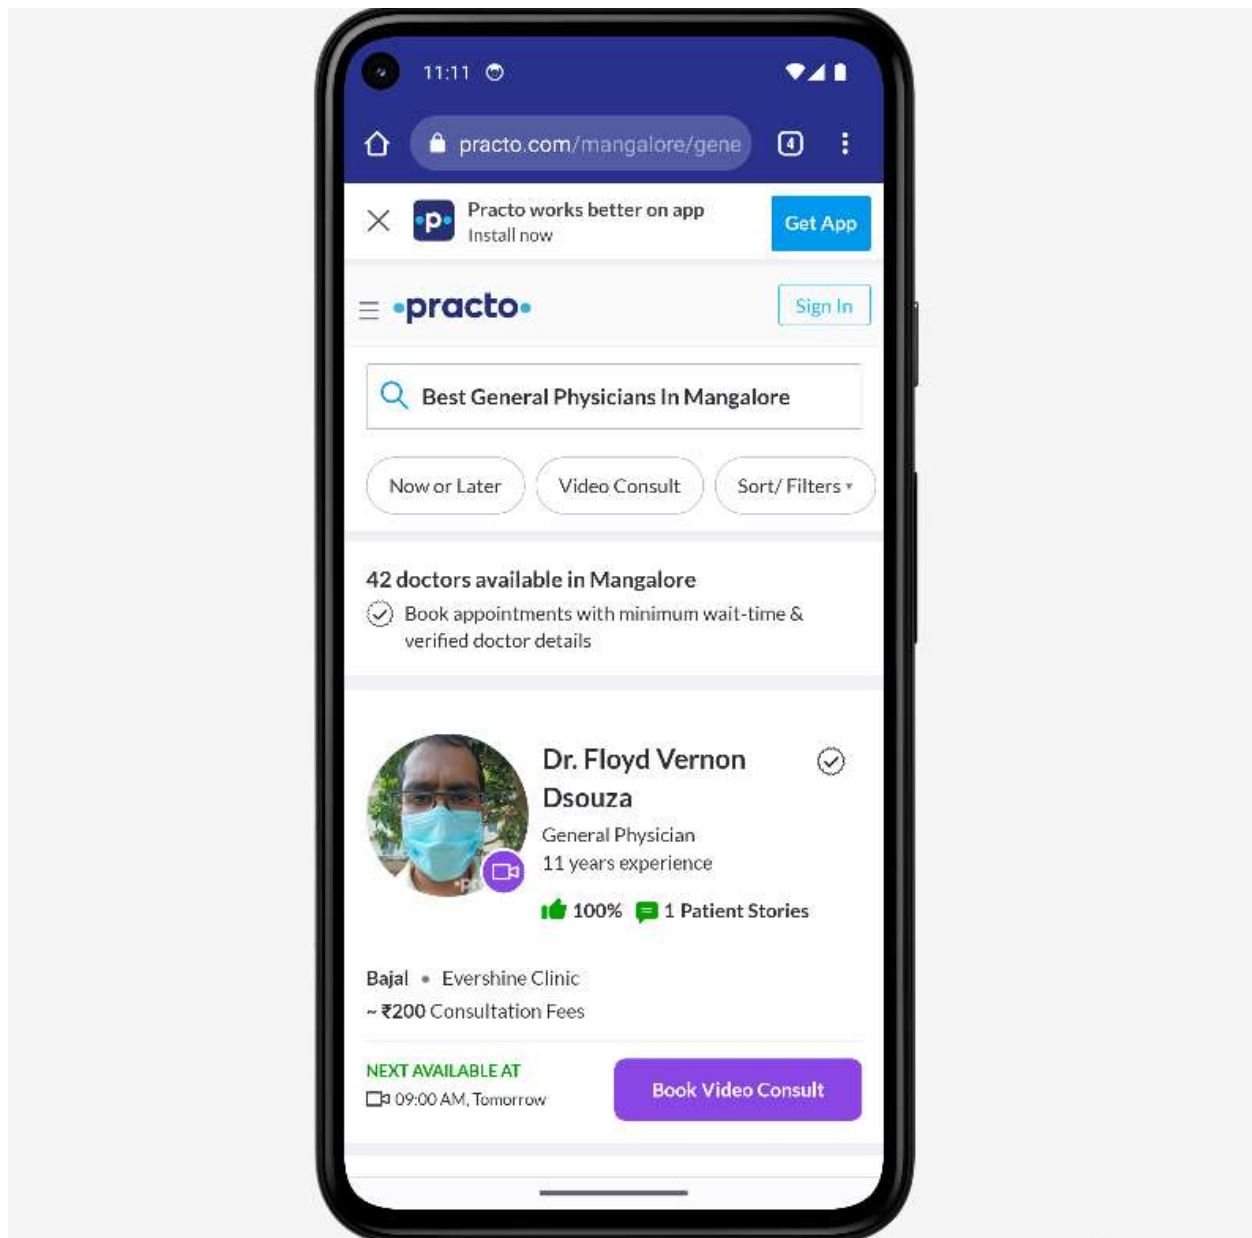 11:11
practo.com/mangalore/gene
4
Practo works better on app
Install now
Get App
practo
Sign In
Best General Physicians In Mangalore
Now or Later
Video Consult
Sort/ Filters
42 doctors available in Mangalore
Book appointments with minimum wait-time &
verified doctor details
Dr. Floyd Vernon
Dsouza
General Physician
11 years experience
100% 1 Patient Stories
Bajal • Evershine Clinic
~ ₹200 Consultation Fees
NEXT AVAILABLE AT
09:00 AM, Tomorrow
Book Video Consult